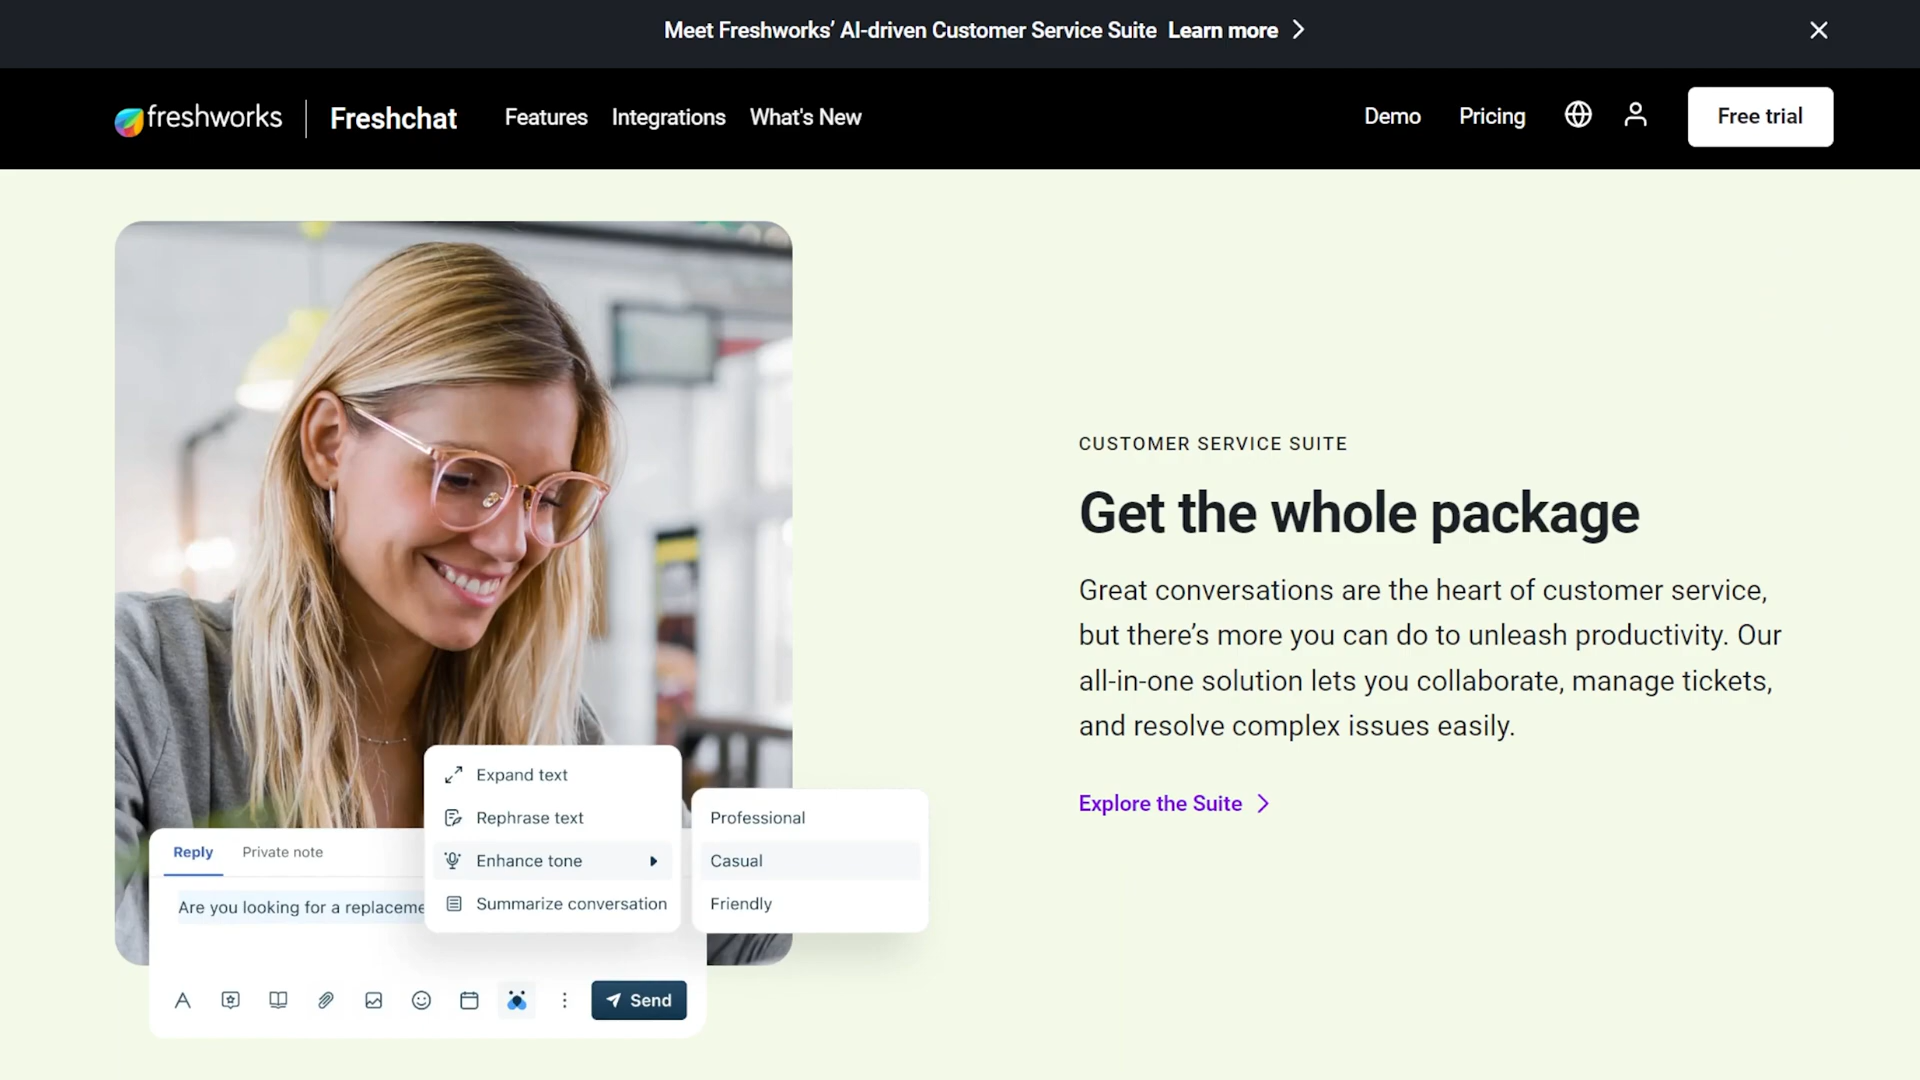 Meet Freshworks’ AI-driven Customer Service Suite Learn more
freshworks Freshchat Features Integrations What's New Demo Pricing Free trial
CUSTOMER SERVICE SUITE
Get the whole package
Great conversations are the heart of customer service,
but there’s more you can do to unleash productivity. Our
all-in-one solution lets you collaborate, manage tickets,
and resolve complex issues easily.
Explore the Suite
Expand text
Rephrase text
Enhance tone
Summarize conversation
Professional
Casual
Friendly
Reply Private note
Are you looking for a replaceme
Send